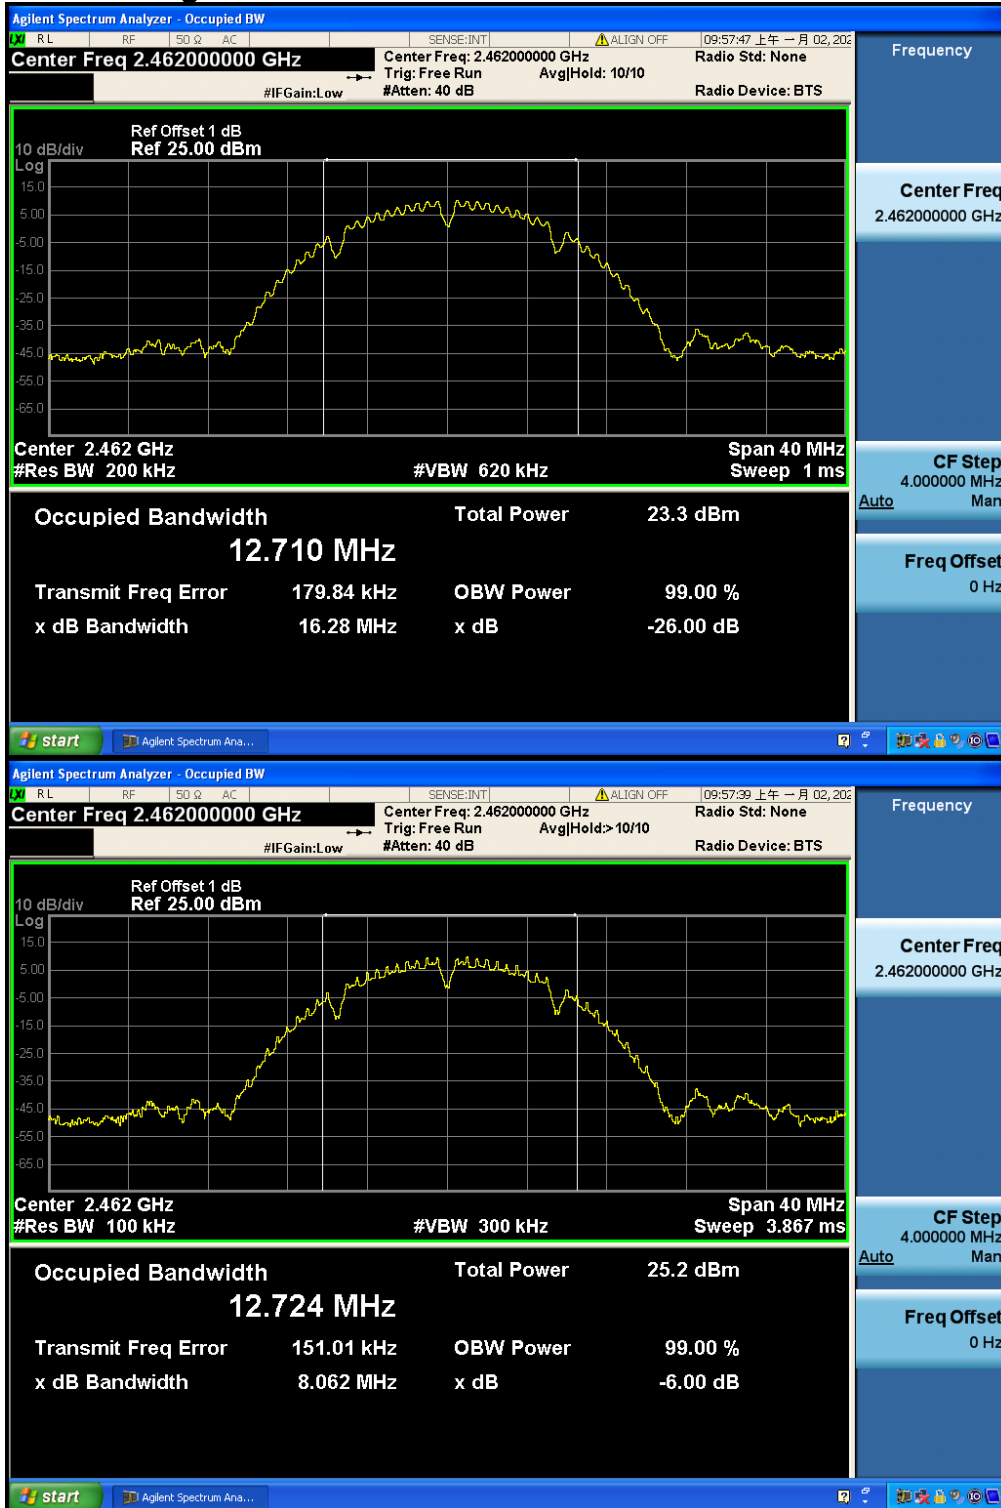 Agilent Spectrum Analyzer - Occupied BW
LXI RL RF 50 Ω AC SENSE:INT ALIGN OFF 09:57:47 上午 一月 02, 202
Center Freq 2.462000000 GHz
#IFGain:Low
Center Freq: 2.462000000 GHz
Trig: Free Run Avg|Hold: 10/10
#Atten: 40 dB
Radio Std: None
Radio Device: BTS
Frequency
Ref Offset 1 dB
10 dB/div Ref 25.00 dBm
Log
15.0
5.00
-5.00
-15.0
-25.0
-35.0
-45.0
-55.0
-65.0
Center 2.462 GHz Span 40 MHz
#Res BW 200 kHz #VBW 620 kHz Sweep 1 ms
Center Freq
2.462000000 GHz
CF Step
4.000000 MHz
Auto Man
Freq Offset
0 Hz
Occupied Bandwidth Total Power 23.3 dBm
12.710 MHz
Transmit Freq Error 179.84 kHz OBW Power 99.00 %
x dB Bandwidth 16.28 MHz x dB -26.00 dB
start Agilent Spectrum Ana...
Agilent Spectrum Analyzer - Occupied BW
LXI RL RF 50 Ω AC SENSE:INT ALIGN OFF 09:57:39 上午 一月 02, 202
Center Freq 2.462000000 GHz
#IFGain:Low
Center Freq: 2.462000000 GHz
Trig: Free Run Avg|Hold:>10/10
#Atten: 40 dB
Radio Std: None
Radio Device: BTS
Frequency
Ref Offset 1 dB
10 dB/div Ref 25.00 dBm
Log
15.0
5.00
-5.00
-15.0
-25.0
-35.0
-45.0
-55.0
-65.0
Center 2.462 GHz Span 40 MHz
#Res BW 100 kHz #VBW 300 kHz Sweep 3.867 ms
Center Freq
2.462000000 GHz
CF Step
4.000000 MHz
Auto Man
Freq Offset
0 Hz
Occupied Bandwidth Total Power 25.2 dBm
12.724 MHz
Transmit Freq Error 151.01 kHz OBW Power 99.00 %
x dB Bandwidth 8.062 MHz x dB -6.00 dB
start Agilent Spectrum Ana...